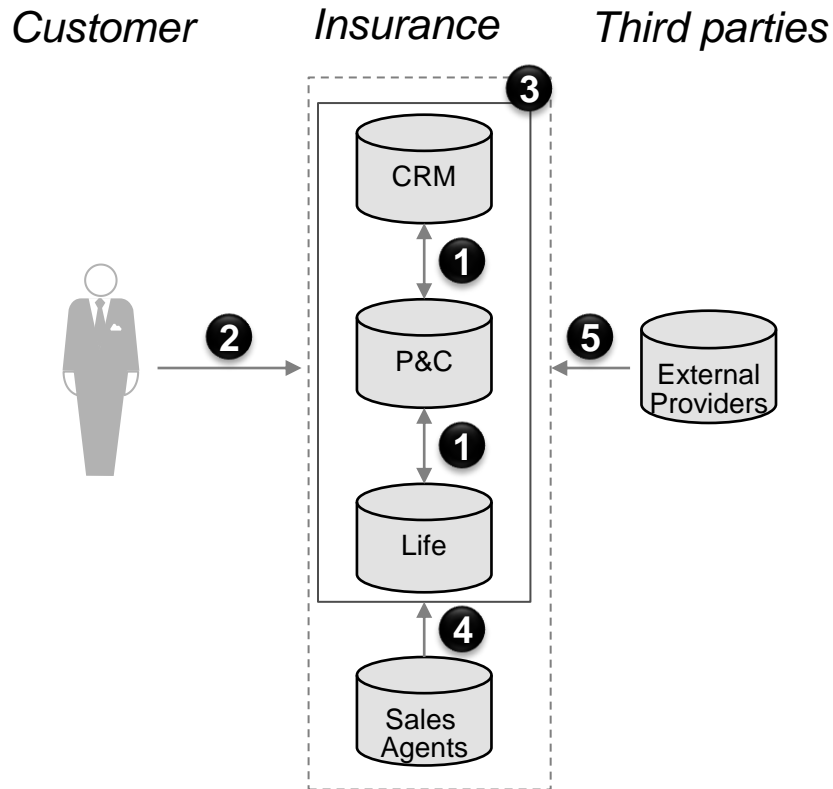 Customer Insurance Third parties
3
CRM
1
2
P&C
5
External
Providers
1
Life
4
Sales
Agents